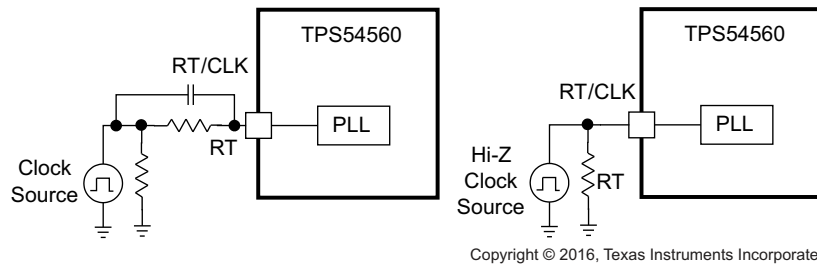 TPS54560
RT/CLK
PLL
RT
Clock
Source
TPS54560
RT/CLK
PLL
Hi-Z
Clock
Source
RT
Copyright © 2016, Texas Instruments Incorporate